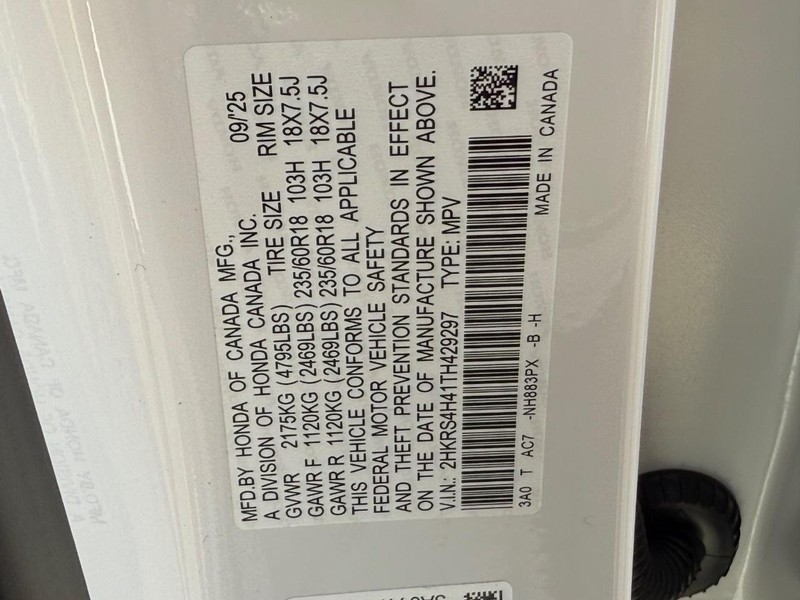 MFD.BY HONDA OF CANADA MFG., 09/'25
A DIVISION OF HONDA CANADA INC.
TIRE SIZE RIM SIZE
GVWR 2175KG (4795LBS)
GAWR F 1120KG (2469LBS) 235/60R18 103H 18X7.5J
GAWR R 1120KG (2469LBS) 235/60R18 103H 18X7.5J
THIS VEHICLE CONFORMS TO ALL APPLICABLE
FEDERAL MOTOR VEHICLE SAFETY
AND THEFT PREVENTION STANDARDS IN EFFECT
ON THE DATE OF MANUFACTURE SHOWN ABOVE.
V.I.N.: 2HKRS4H41TH429297 TYPE: MPV
3A0 T AC7 -NH883PX -B -H MADE IN CANADA